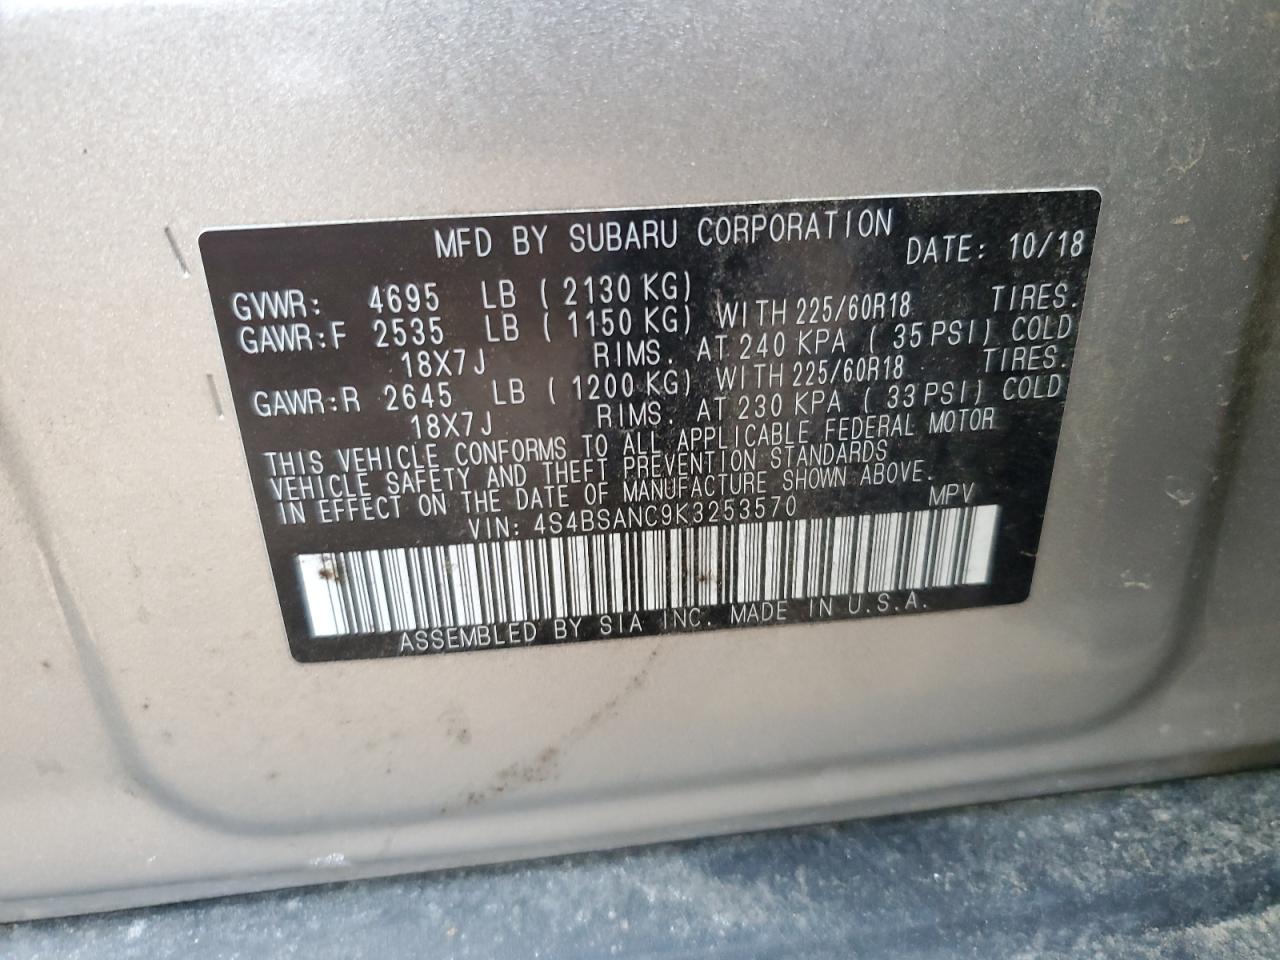 MFD BY SUBARU CORPORATION DATE: 10/18
GVWR: 4695 LB ( 2130 KG)
GAWR:F 2535 LB ( 1150 KG) WITH 225/60R18 TIRES.
18X7J RIMS. AT 240 KPA ( 35 PSI) COLD
GAWR:R 2645 LB ( 1200 KG) WITH 225/60R18 TIRES.
18X7J RIMS AT 230 KPA ( 33 PSI) COLD
THIS VEHICLE CONFORMS TO ALL APPLICABLE FEDERAL MOTOR
VEHICLE SAFETY AND THEFT PREVENTION STANDARDS
IN EFFECT ON THE DATE OF MANUFACTURE SHOWN ABOVE.
VIN: 4S4BSANC9K3253570 MPV
ASSEMBLED BY SIA INC. MADE IN U.S.A.